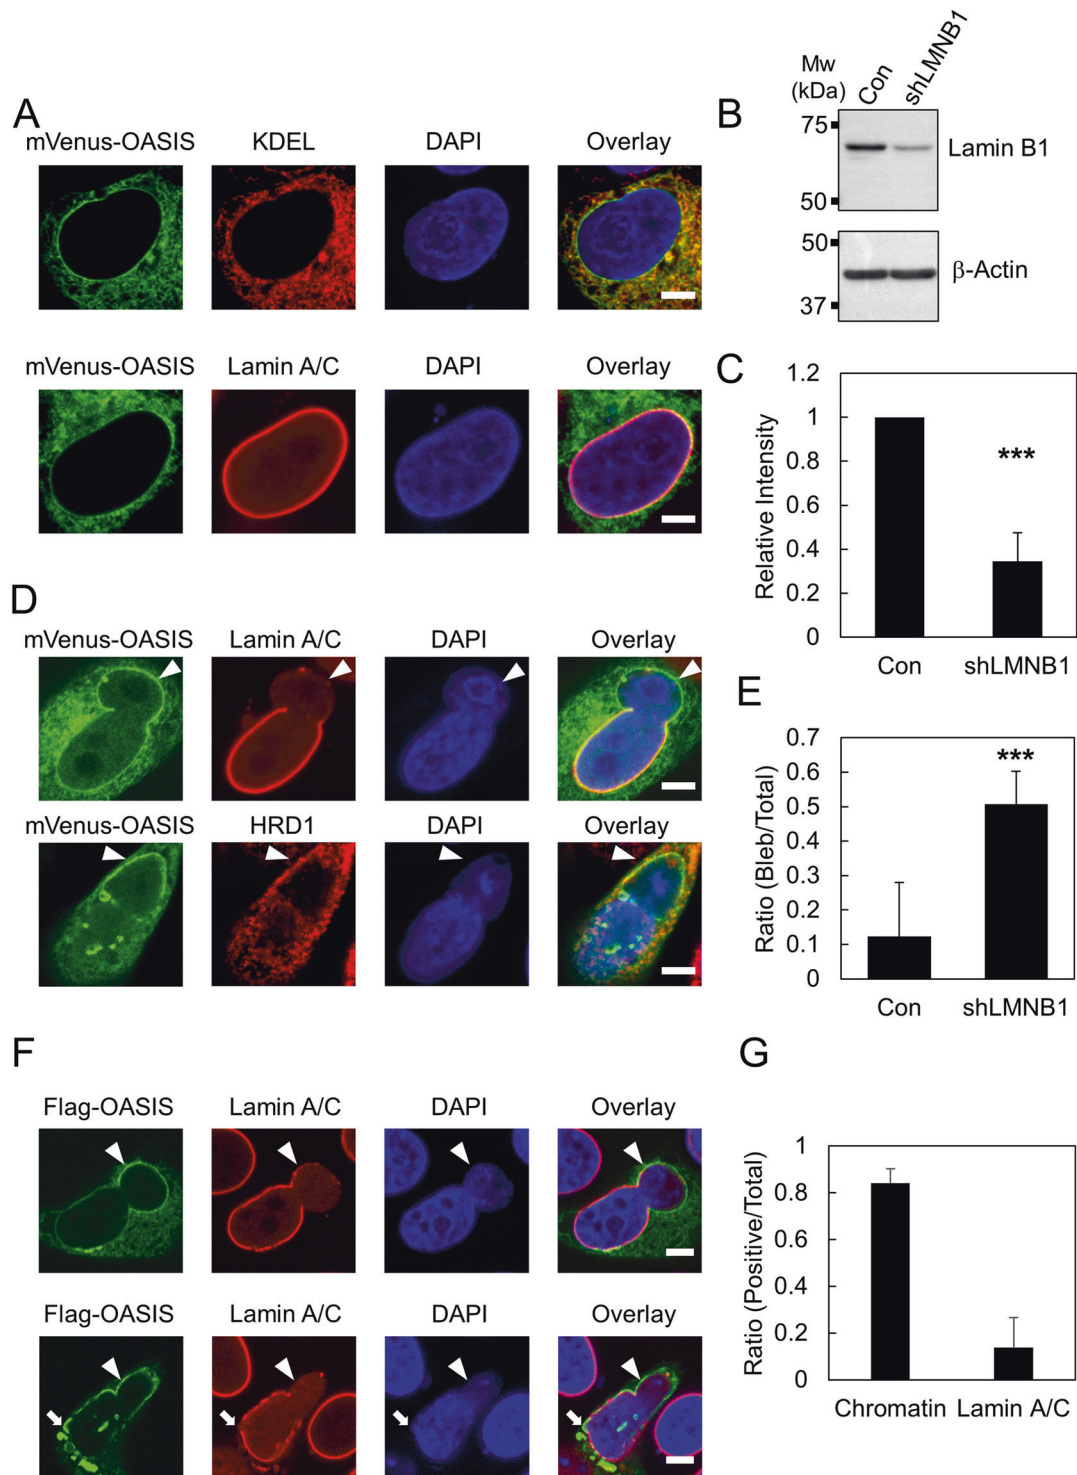 A
mVenus-OASIS KDEL DAPI Overlay
mVenus-OASIS Lamin A/C DAPI Overlay
B
Mw
(kDa)
Con
shLMNB1
75
50
Lamin B1
50
37
β-Actin
C
Relative Intensity
1.2
1
0.8
0.6
0.4
0.2
0
***
Con shLMNB1
D
mVenus-OASIS Lamin A/C DAPI Overlay
mVenus-OASIS HRD1 DAPI Overlay
E
Ratio (Bleb/Total)
0.7
0.6
0.5
0.4
0.3
0.2
0.1
0
***
Con shLMNB1
F
Flag-OASIS Lamin A/C DAPI Overlay
Flag-OASIS Lamin A/C DAPI Overlay
G
Ratio (Positive/Total)
1
0.8
0.6
0.4
0.2
0
Chromatin Lamin A/C